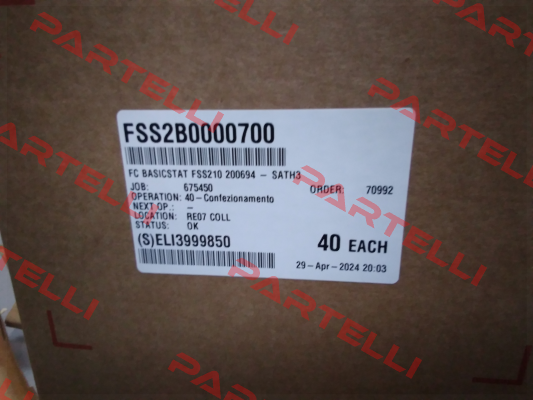 PARTELLI
FSS2B0000700
FC BASICSTAT FSS210 200694 - SATH3
JOB: 675450 ORDER: 70992
OPERATION: 40-Confezionamento
NEXT OP.: -
LOCATION: RE07 COLL
STATUS: OK
(S)ELI3999850 40 EACH
29-Apr-2024 20:03
PARTELLI
PARTELLI
PARTELLI
PARTELLI